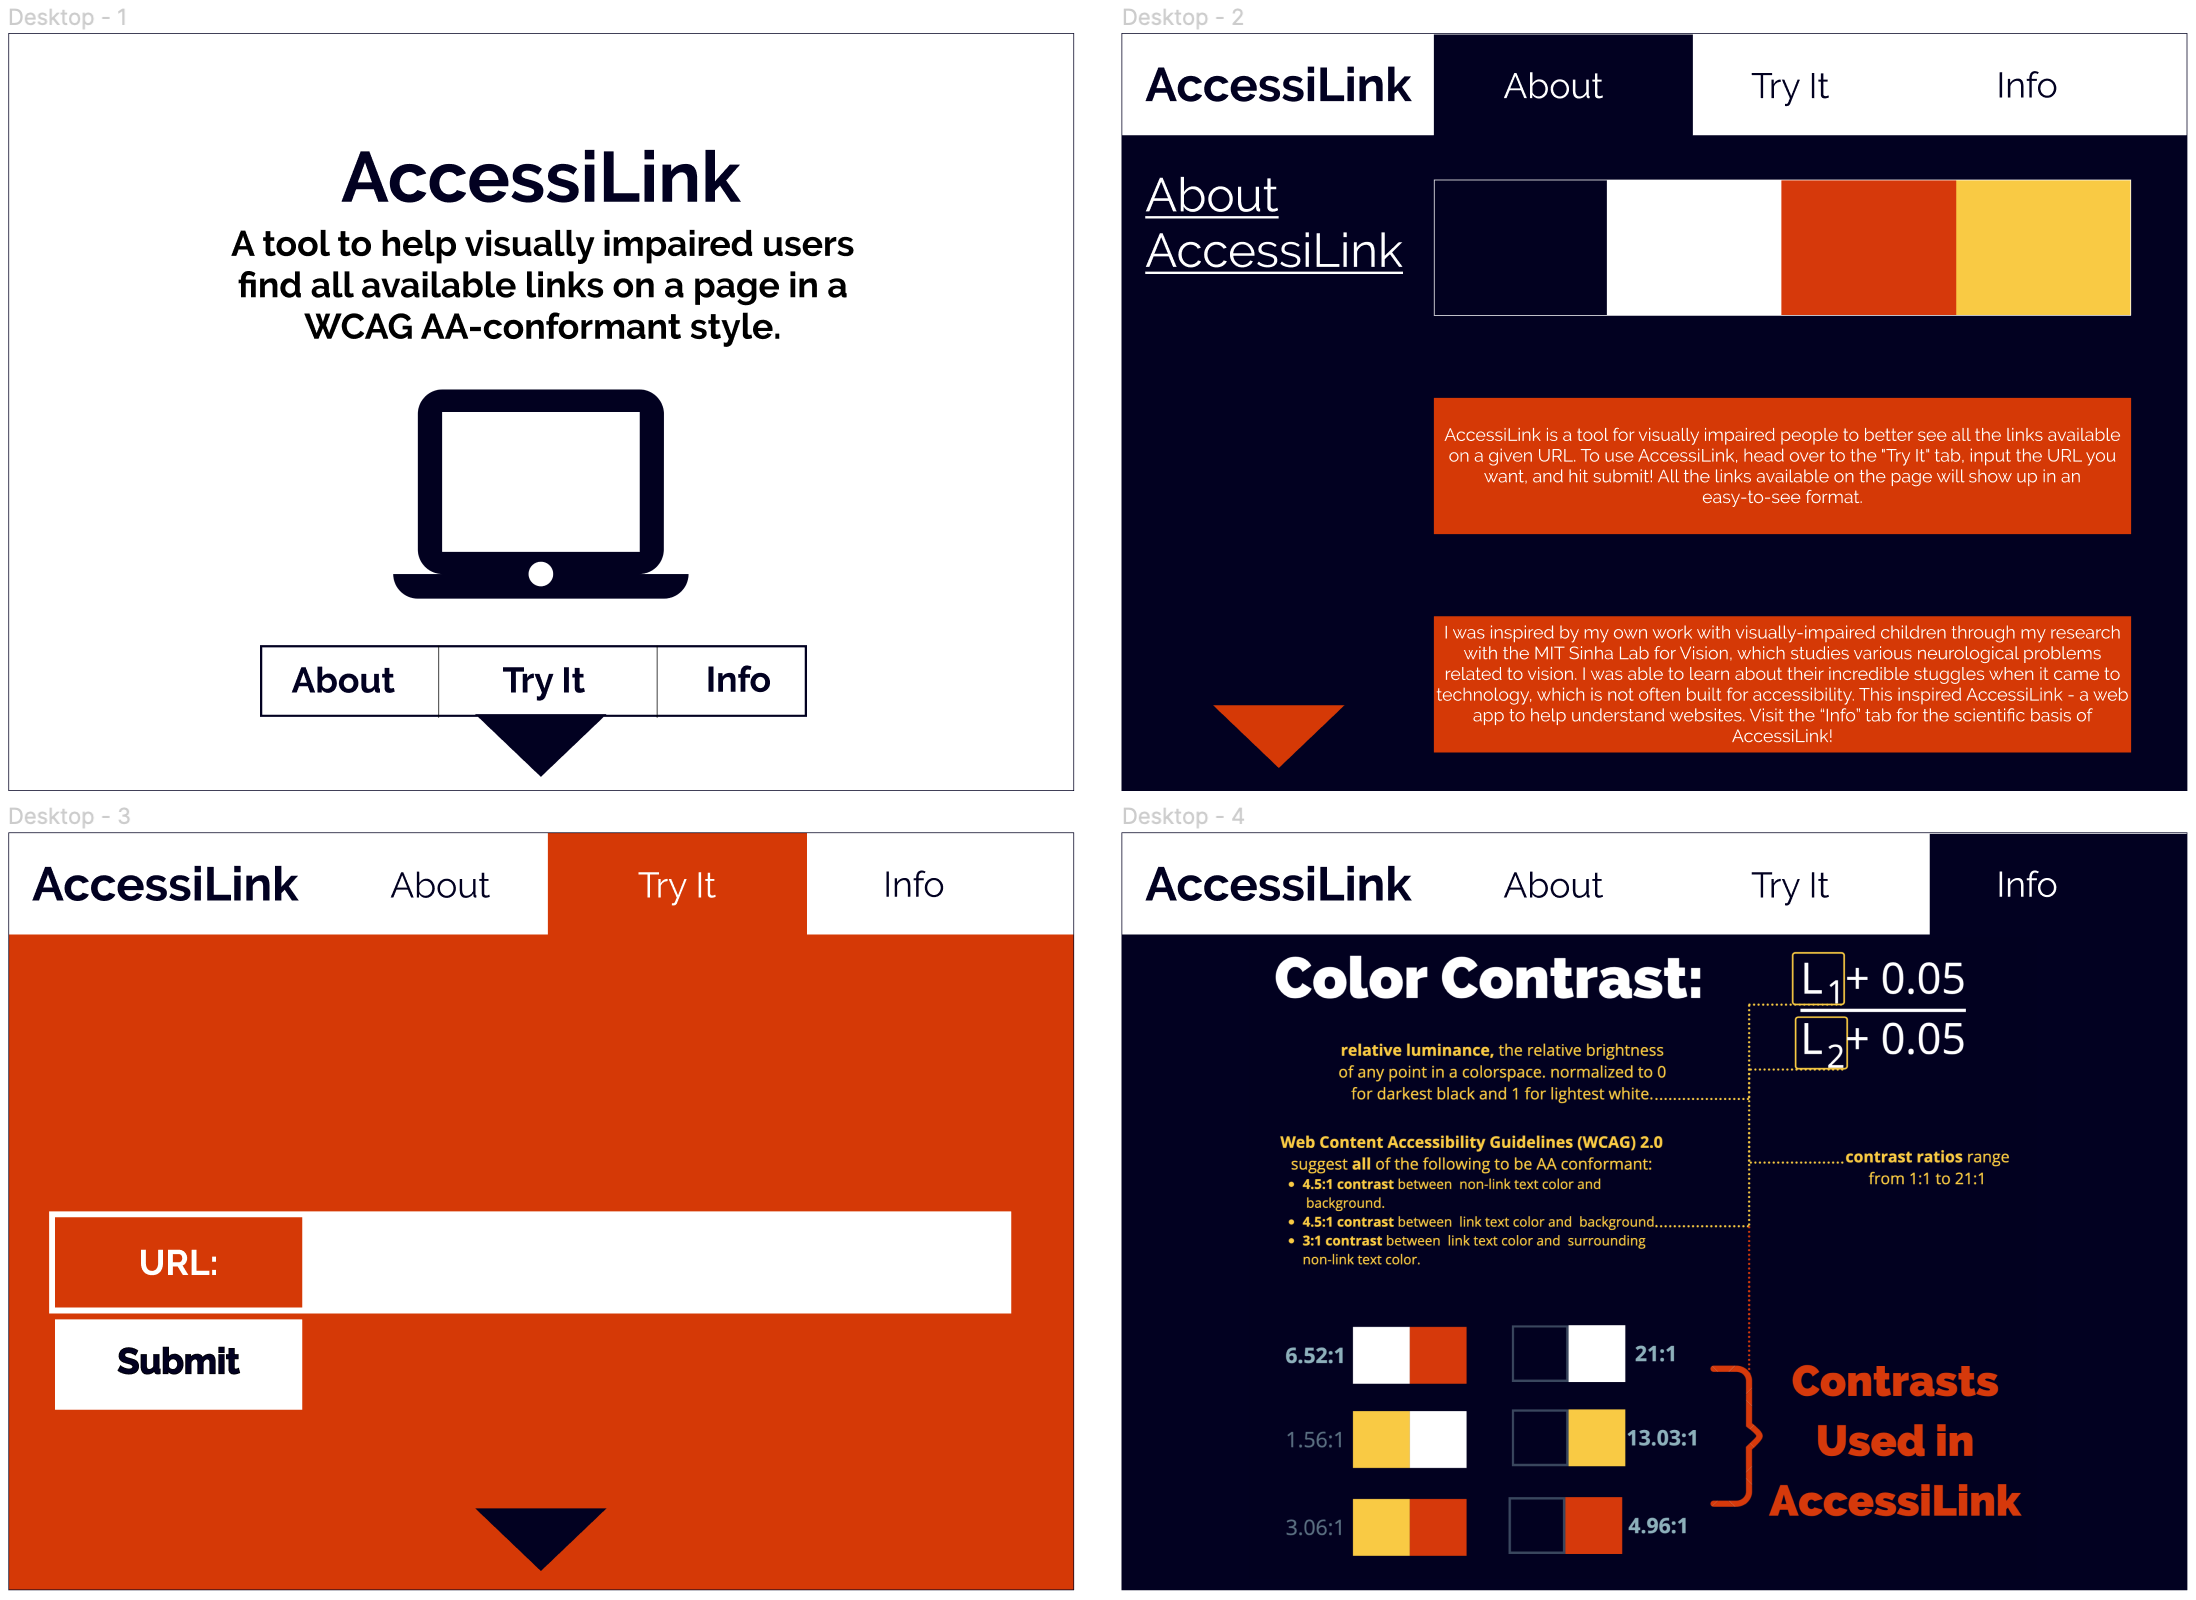 Desktop - 1
AccessiLink
A tool to help visually impaired users
find all available links on a page in a
WCAG AA-conformant style.
About Try It Info
Desktop - 2
AccessiLink About Try It Info
About
AccessiLink
AccessiLink is a tool for visually impaired people to better see all the links available
on a given URL. To use AccessiLink, head over to the "Try It" tab, input the URL you
want, and hit submit! All the links available on the page will show up in an
easy-to-see format.
I was inspired by my own work with visually-impaired children through my research
with the MIT Sinha Lab for Vision, which studies various neurological problems
related to vision. I was able to learn about their incredible stuggles when it came to
technology, which is not often built for accessibility. This inspired AccessiLink - a web
app to help understand websites. Visit the “Info” tab for the scientific basis of
AccessiLink!
Desktop - 3
AccessiLink About Try It Info
URL:
Submit
Desktop - 4
AccessiLink About Try It Info
Color Contrast:
L1 + 0.05
L2 + 0.05
relative luminance, the relative brightness
of any point in a colorspace. normalized to 0
for darkest black and 1 for lightest white.
Web Content Accessibility Guidelines (WCAG) 2.0
suggest all of the following to be AA conformant:
• 4.5:1 contrast between non-link text color and
background.
• 4.5:1 contrast between link text color and background.
• 3:1 contrast between link text color and surrounding
non-link text color.
contrast ratios range
from 1:1 to 21:1
6.52:1 21:1
1.56:1 13.03:1
3.06:1 4.96:1
Contrasts
Used in
AccessiLink